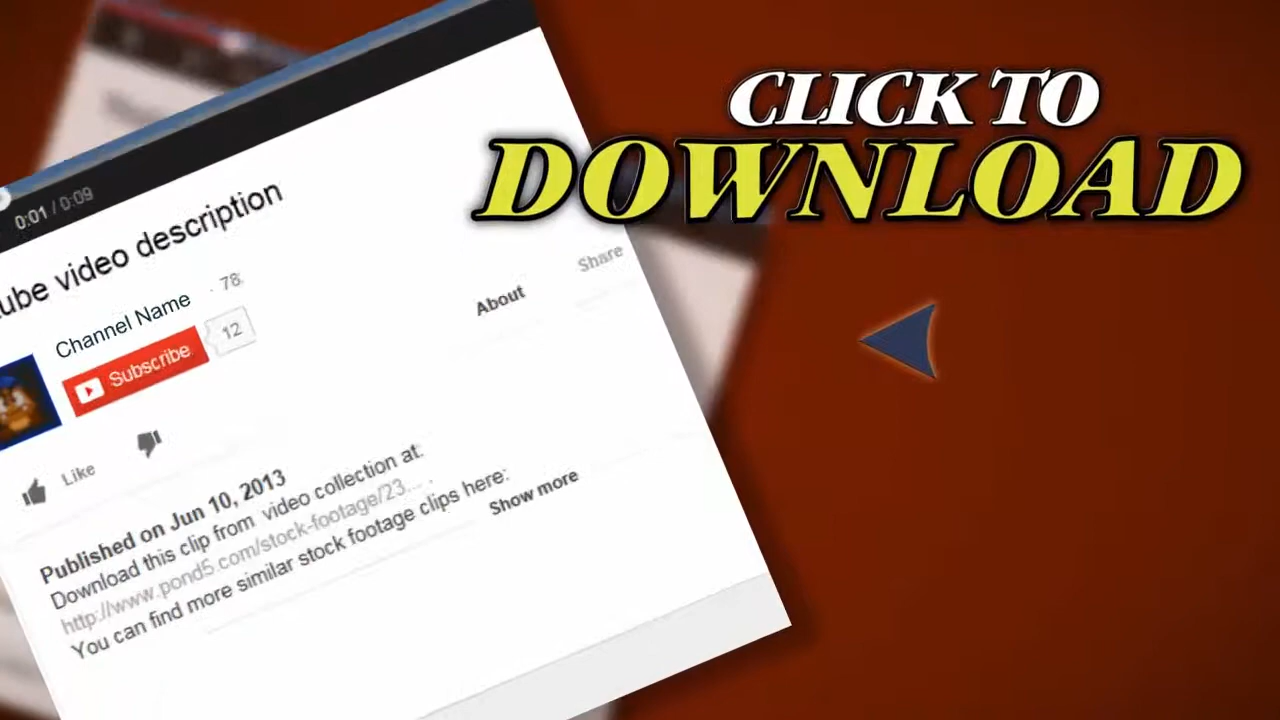 CLICK TO
DOWNLOAD
0:01 / 0:09
ube video description
Channel Name · 78
Subscribe 12
Like
About
Share
Published on Jun 10, 2013
Download this clip from video collection at:
http://www.pond5.com/stock-footage/23... .
You can find more similar stock footage clips here:
Show more